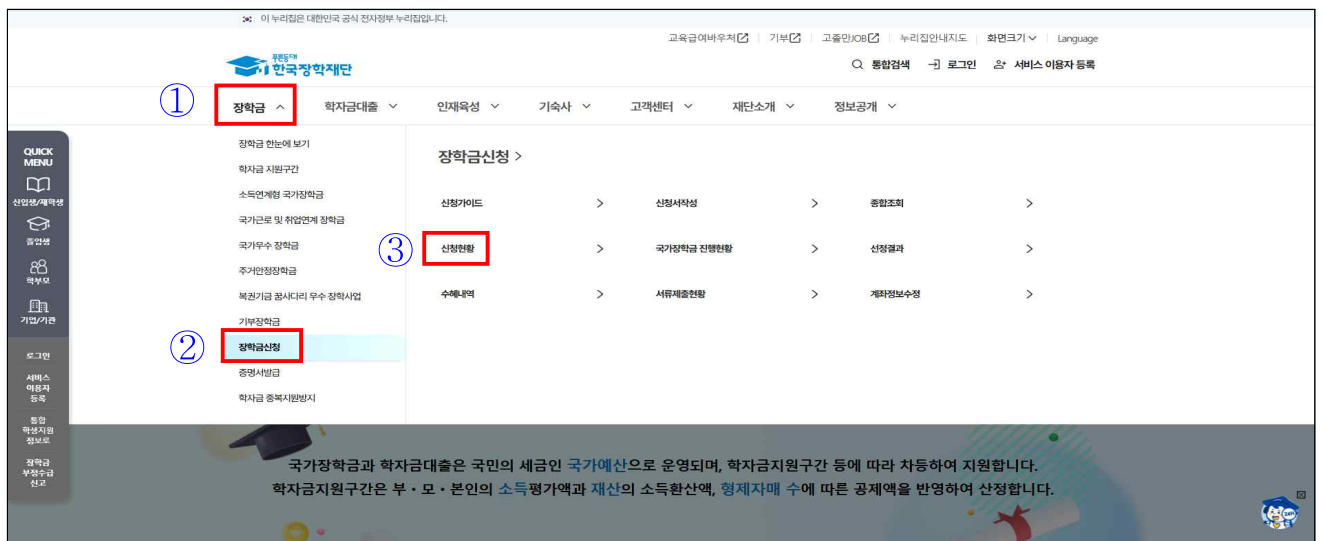 이 누리집은 대한민국 공식 전자정부 누리집입니다.
교육급여바우처 기부 고졸만JOB 누리집안내지도 화면크기 Language
푸른등대
한국장학재단
통합검색 로그인 서비스 이용자 등록
① 장학금 학자금대출 인재육성 기숙사 고객센터 재단소개 정보공개
QUICK
MENU
신입생/재학생
졸업생
학부모
기업/기관
로그인
서비스
이용자
등록
통합
학생지원
정보로
장학금
부정수급
신고
장학금 한눈에 보기
학자금 지원구간
소득연계형 국가장학금
국가근로 및 취업연계 장학금
국가우수 장학금
주거안정장학금
복권기금 꿈사다리 우수 장학사업
기부장학금
② 장학금신청
증명서발급
학자금 중복지원방지
장학금신청 >
신청가이드 > 신청서작성 > 종합조회 >
③ 신청현황 > 국가장학금 진행현황 > 선정결과 >
수혜내역 > 서류제출현황 > 계좌정보수정 >
국가장학금과 학자금대출은 국민의 세금인 국가예산으로 운영되며, 학자금지원구간 등에 따라 차등하여 지원합니다.
학자금지원구간은 부・모・본인의 소득평가액과 재산의 소득환산액, 형제자매 수에 따른 공제액을 반영하여 산정합니다.